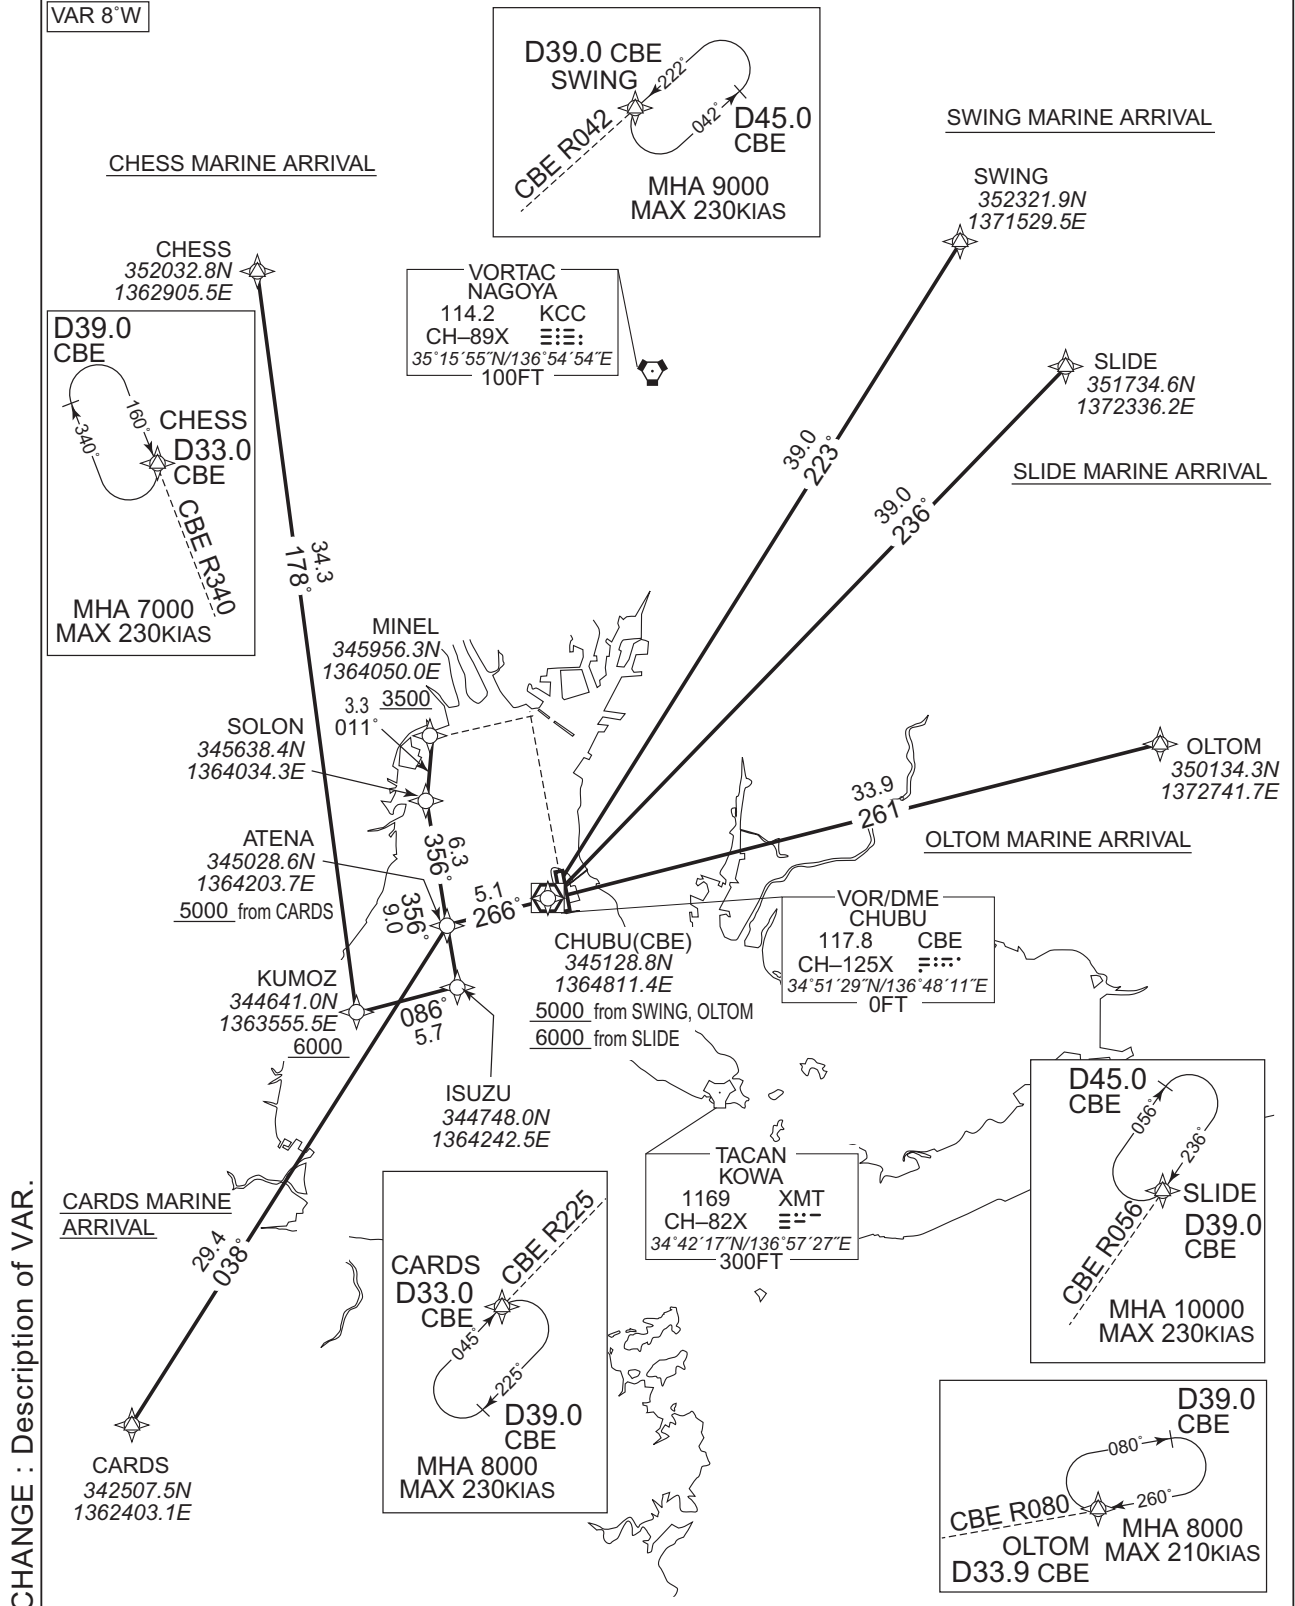 VAR 8°W
D39.0 CBE
SWING
222°
042°
D45.0
CBE
CBE R042
MHA 9000
MAX 230KIAS
SWING MARINE ARRIVAL
CHESS MARINE ARRIVAL
SWING
352321.9N
1371529.5E
CHESS
352032.8N
1362905.5E
VORTAC
NAGOYA
114.2 KCC
CH–89X
35°15´55˝N/136°54´54˝E
100FT
D39.0
CBE
160°
340°
CHESS
D33.0
CBE
CBE R340
MHA 7000
MAX 230KIAS
SLIDE
351734.6N
1372336.2E
39.0
223°
39.0
236°
SLIDE MARINE ARRIVAL
34.3
178°
MINEL
345956.3N
1364050.0E
3500
3.3
011°
SOLON
345638.4N
1364034.3E
OLTOM
350134.3N
1372741.7E
33.9
261
OLTOM MARINE ARRIVAL
ATENA
345028.6N
1364203.7E
5000 from CARDS
6.3
356°
356°
9.0
5.1
266°
VOR/DME
CHUBU
117.8 CBE
CH–125X
34°51´29˝N/136°48´11˝E
0FT
CHUBU(CBE)
345128.8N
1364811.4E
5000 from SWING, OLTOM
6000 from SLIDE
KUMOZ
344641.0N
1363555.5E
6000
086°
5.7
ISUZU
344748.0N
1364242.5E
D45.0
CBE
056°
236°
SLIDE
D39.0
CBE
CBE R056
MHA 10000
MAX 230KIAS
TACAN
KOWA
1169 XMT
CH–82X
34°42´17˝N/136°57´27˝E
300FT
CARDS MARINE
ARRIVAL
29.4
038°
CBE R225
CARDS
D33.0
CBE
045°
225°
D39.0
CBE
MHA 8000
MAX 230KIAS
D39.0
CBE
080°
260°
CBE R080
OLTOM
D33.9 CBE
MHA 8000
MAX 210KIAS
CARDS
342507.5N
1362403.1E
CHANGE : Description of VAR.